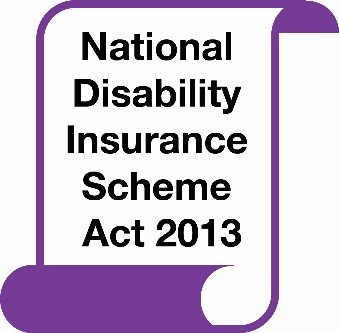 National
Disability
Insurance
Scheme
Act 2013